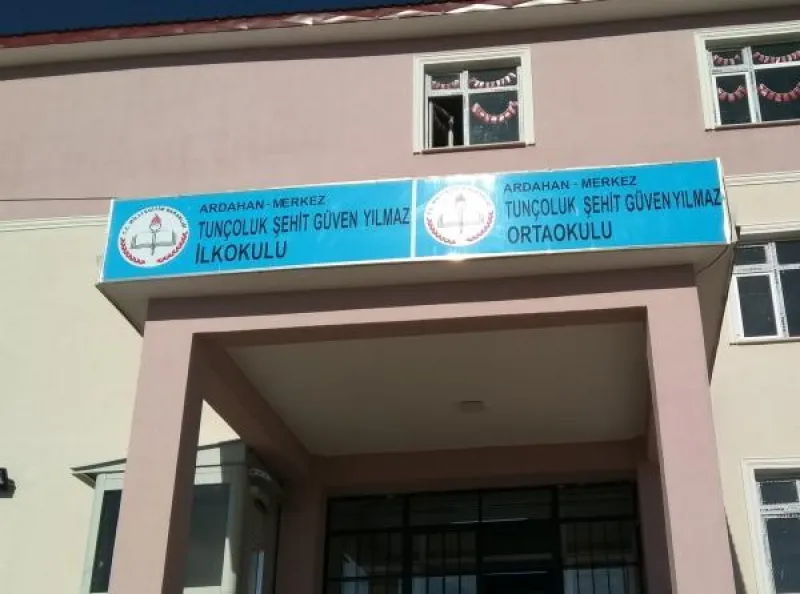 ARDAHAN - MERKEZ
TUNÇOLUK ŞEHİT GÜVEN YILMAZ
İLKOKULU
ARDAHAN - MERKEZ
TUNÇOLUK ŞEHİT GÜVEN YILMAZ
ORTAOKULU